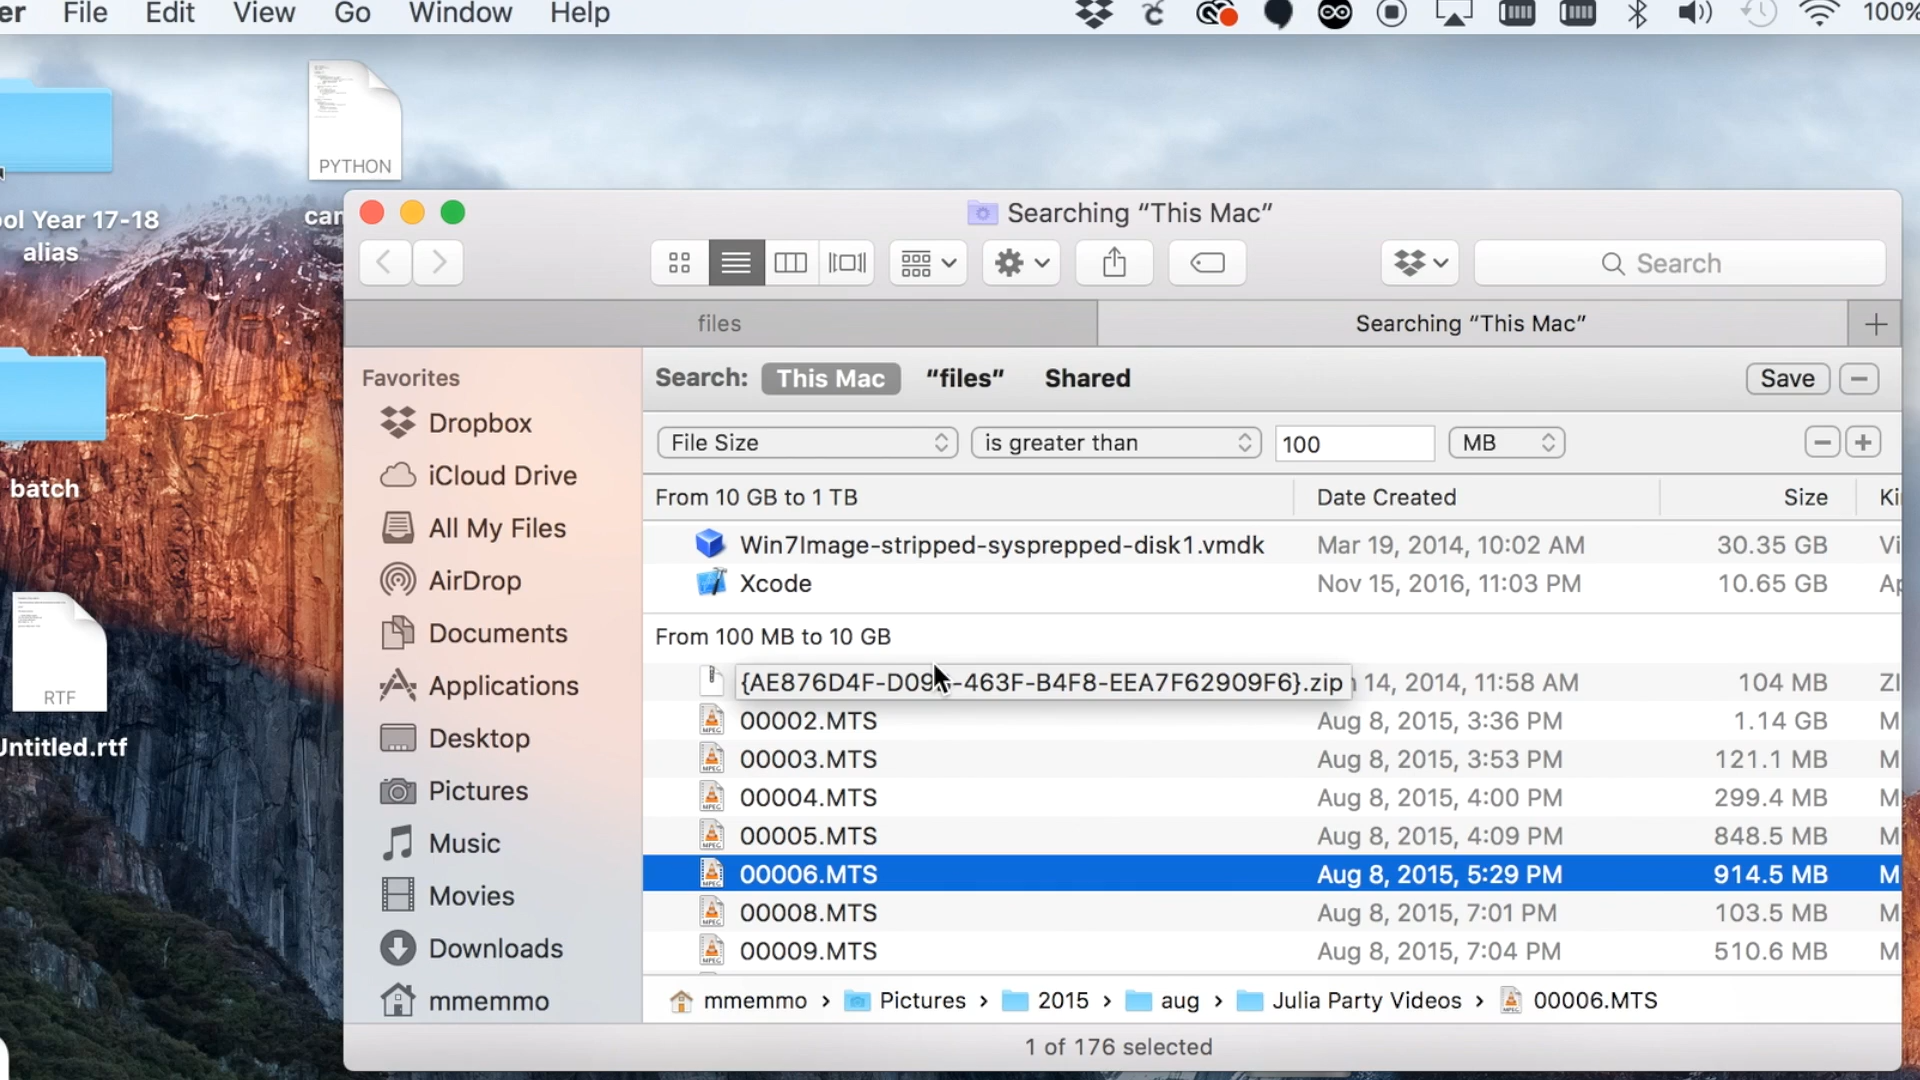 er File Edit View Go Window Help 100%
PYTHON
ool Year 17-18
alias
can
batch
RTF
Untitled.rtf
Searching “This Mac”
Search
files
Searching “This Mac”
Favorites
Dropbox
iCloud Drive
All My Files
AirDrop
Documents
Applications
Desktop
Pictures
Music
Movies
Downloads
mmemmo
Search: This Mac “files” Shared Save
File Size is greater than 100 MB
From 10 GB to 1 TB Date Created Size Ki
Win7Image-stripped-sysprepped-disk1.vmdk Mar 19, 2014, 10:02 AM 30.35 GB Vi
Xcode Nov 15, 2016, 11:03 PM 10.65 GB Ap
From 100 MB to 10 GB
14, 2014, 11:58 AM 104 MB ZI
00002.MTS Aug 8, 2015, 3:36 PM 1.14 GB M
00003.MTS Aug 8, 2015, 3:53 PM 121.1 MB M
00004.MTS Aug 8, 2015, 4:00 PM 299.4 MB M
00005.MTS Aug 8, 2015, 4:09 PM 848.5 MB M
00006.MTS Aug 8, 2015, 5:29 PM 914.5 MB M
00008.MTS Aug 8, 2015, 7:01 PM 103.5 MB M
00009.MTS Aug 8, 2015, 7:04 PM 510.6 MB M
mmemmo › Pictures › 2015 › aug › Julia Party Videos › 00006.MTS
1 of 176 selected